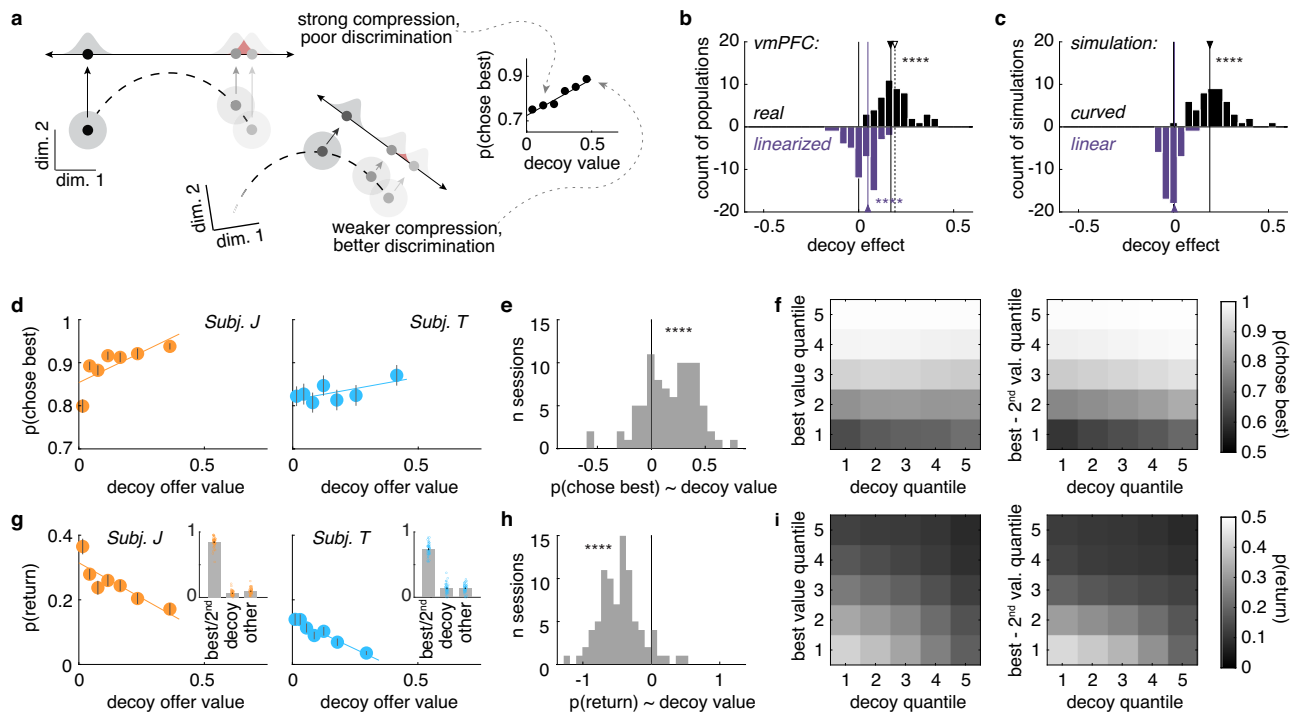 a
strong compression,
poor discrimination
dim. 2
dim. 1
dim. 2
dim. 1
p(chose best)
0.9
0.7
0
0.5
decoy value
weaker compression,
better discrimination
b
vmPFC:
****
real
linearized
****
count of populations
20
10
0
-10
-20
-0.5
0
0.5
decoy effect
c
simulation:
****
curved
linear
count of simulations
20
10
0
-10
-20
-0.5
0
0.5
decoy effect
d
Subj. J
p(chose best)
1
0.9
0.8
0.7
0
0.5
decoy offer value
Subj. T
0
0.5
decoy offer value
e
****
n sessions
15
10
5
0
-0.5
0
0.5
p(chose best) ~ decoy value
f
best value quantile
5
4
3
2
1
1 2 3 4 5
decoy quantile
best - 2nd val. quantile
5
4
3
2
1
1 2 3 4 5
decoy quantile
1
0.9
0.8
0.7
0.6
0.5
p(chose best)
g
Subj. J
p(return)
0.4
0.2
0
0
0.5
decoy offer value
1
0
best/2nd
decoy
other
Subj. T
0
0.5
decoy offer value
1
0
best/2nd
decoy
other
h
****
n sessions
15
10
5
0
-1
0
1
p(return) ~ decoy value
i
best value quantile
5
4
3
2
1
1 2 3 4 5
decoy quantile
best - 2nd val. quantile
5
4
3
2
1
1 2 3 4 5
decoy quantile
0.5
0.4
0.3
0.2
0.1
0
p(return)